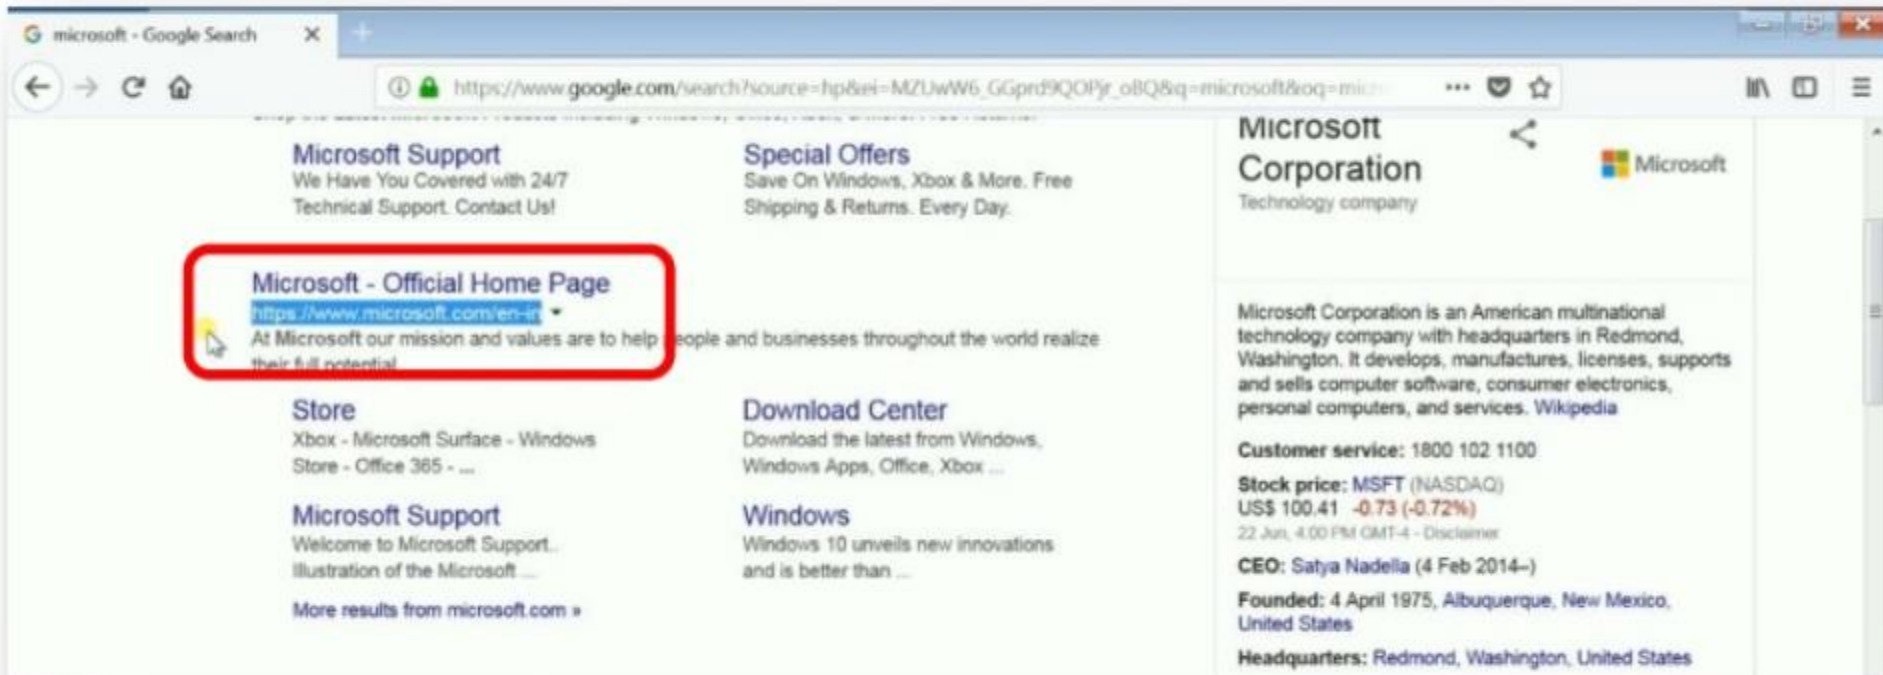 microsoft - Google Search
https://www.google.com/search?source=hp&ei=MZUwW6_GGprd9QOPjr_oBQ&q=microsoft&oq=micr
Microsoft Support
We Have You Covered with 24/7
Technical Support. Contact Us!
Special Offers
Save On Windows, Xbox & More. Free
Shipping & Returns. Every Day.
Microsoft - Official Home Page
https://www.microsoft.com/en-in
At Microsoft our mission and values are to help people and businesses throughout the world realize
their full potential.
Store
Xbox - Microsoft Surface - Windows
Store - Office 365 - ...
Download Center
Download the latest from Windows,
Windows Apps, Office, Xbox ...
Microsoft Support
Welcome to Microsoft Support..
Illustration of the Microsoft ...
Windows
Windows 10 unveils new innovations
and is better than ...
More results from microsoft.com »
Microsoft
Corporation
Technology company
Microsoft
Microsoft Corporation is an American multinational
technology company with headquarters in Redmond,
Washington. It develops, manufactures, licenses, supports
and sells computer software, consumer electronics,
personal computers, and services. Wikipedia
Customer service: 1800 102 1100
Stock price: MSFT (NASDAQ)
US$ 100.41 -0.73 (-0.72%)
22 Jun, 4:00 PM GMT-4 - Disclaimer
CEO: Satya Nadella (4 Feb 2014–)
Founded: 4 April 1975, Albuquerque, New Mexico,
United States
Headquarters: Redmond, Washington, United States